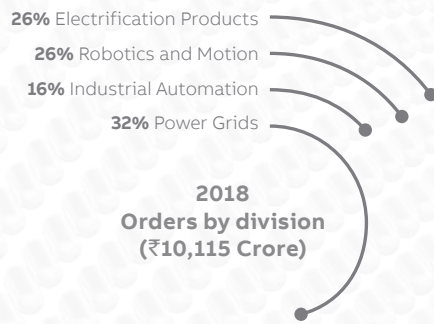 26% Electrification Products
26% Robotics and Motion
16% Industrial Automation
32% Power Grids
2018
Orders by division
(₹10,115 Crore)